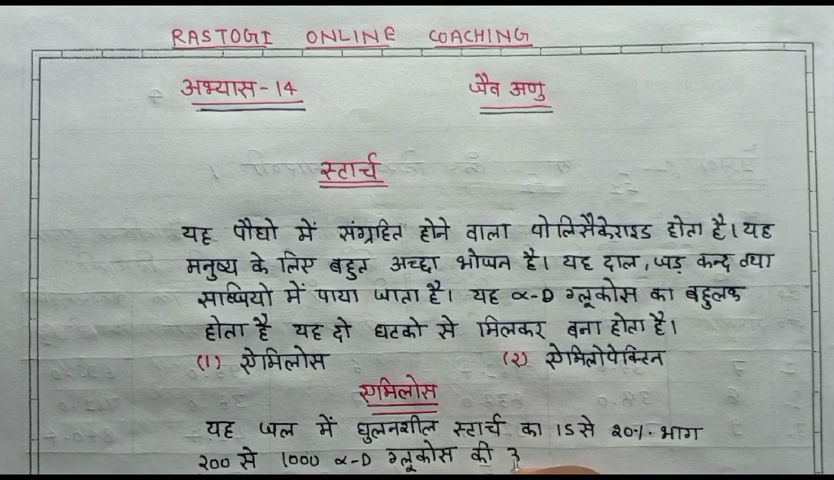 RASTOGI ONLINE COACHING
अभ्यास-14 जैव अणु
स्टार्च
यह पौधो में संग्रहित होने वाला पोलिसैकेराइड होता है। यह
मनुष्य के लिए बहुत अच्छा भोजन है। यह दाल, जड़ कन्द तथा
सब्जियो में पाया जाता है। यह α-D ग्लूकोस का बहुलक
होता है यह दो घटको से मिलकर बना होता है।
(1) ऐमिलोस (२) ऐमिलोपेक्टिन
एमिलोस
यह जल में घुलनशील स्टार्च का 15 से 20% भाग
200 से 1000 α-D ग्लूकोस की